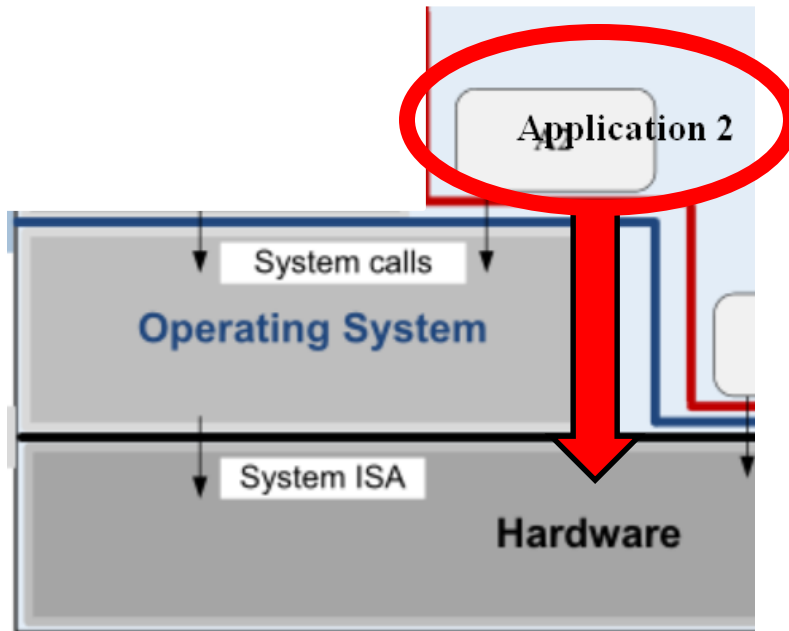 Application 2
System calls
Operating System
System ISA
Hardware